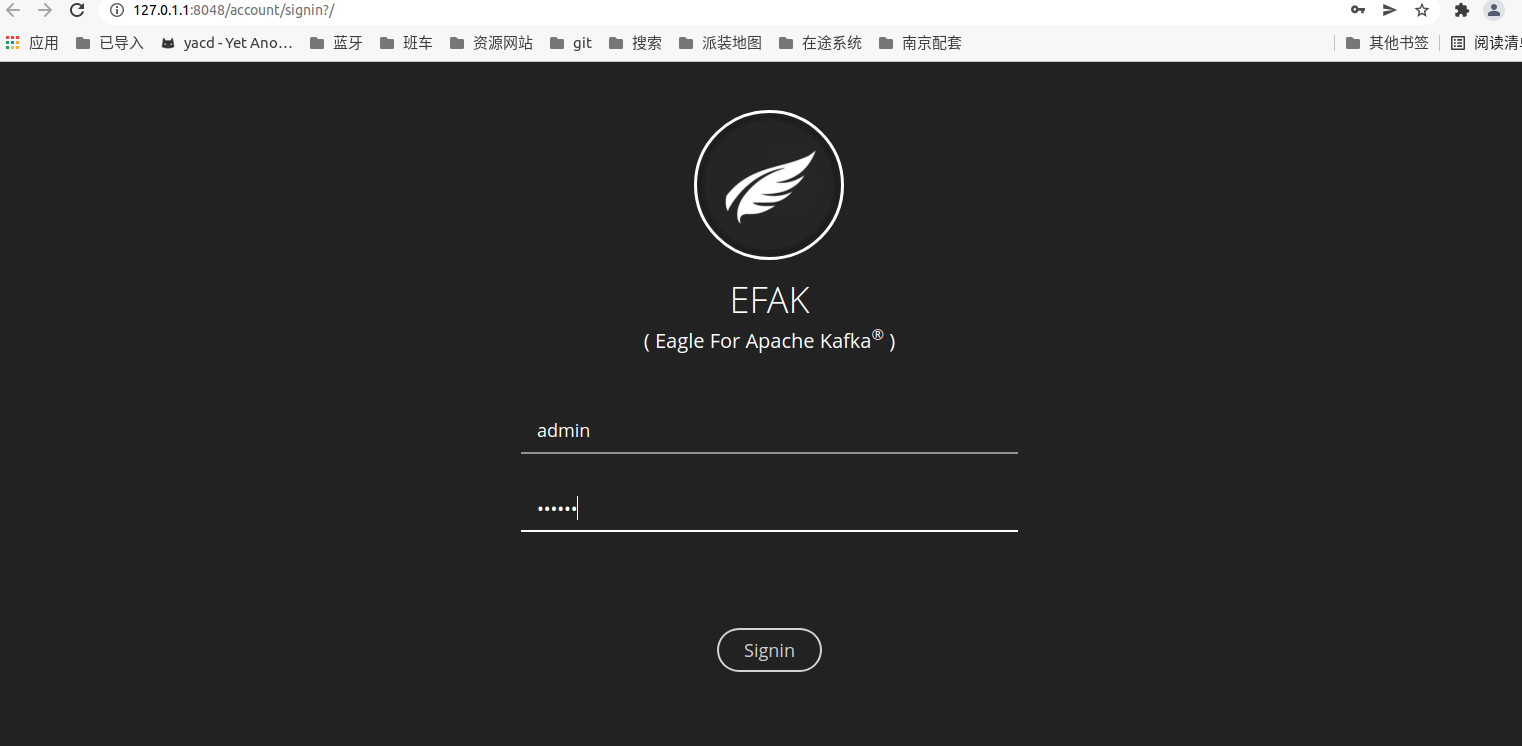 127.0.1.1:8048/account/signin?/
应用 已导入 yacd - Yet Ano... 蓝牙 班车 资源网站 git 搜索 派装地图 在途系统 南京配套 其他书签 阅读清单
EFAK
( Eagle For Apache Kafka® )
admin
••••••
Signin